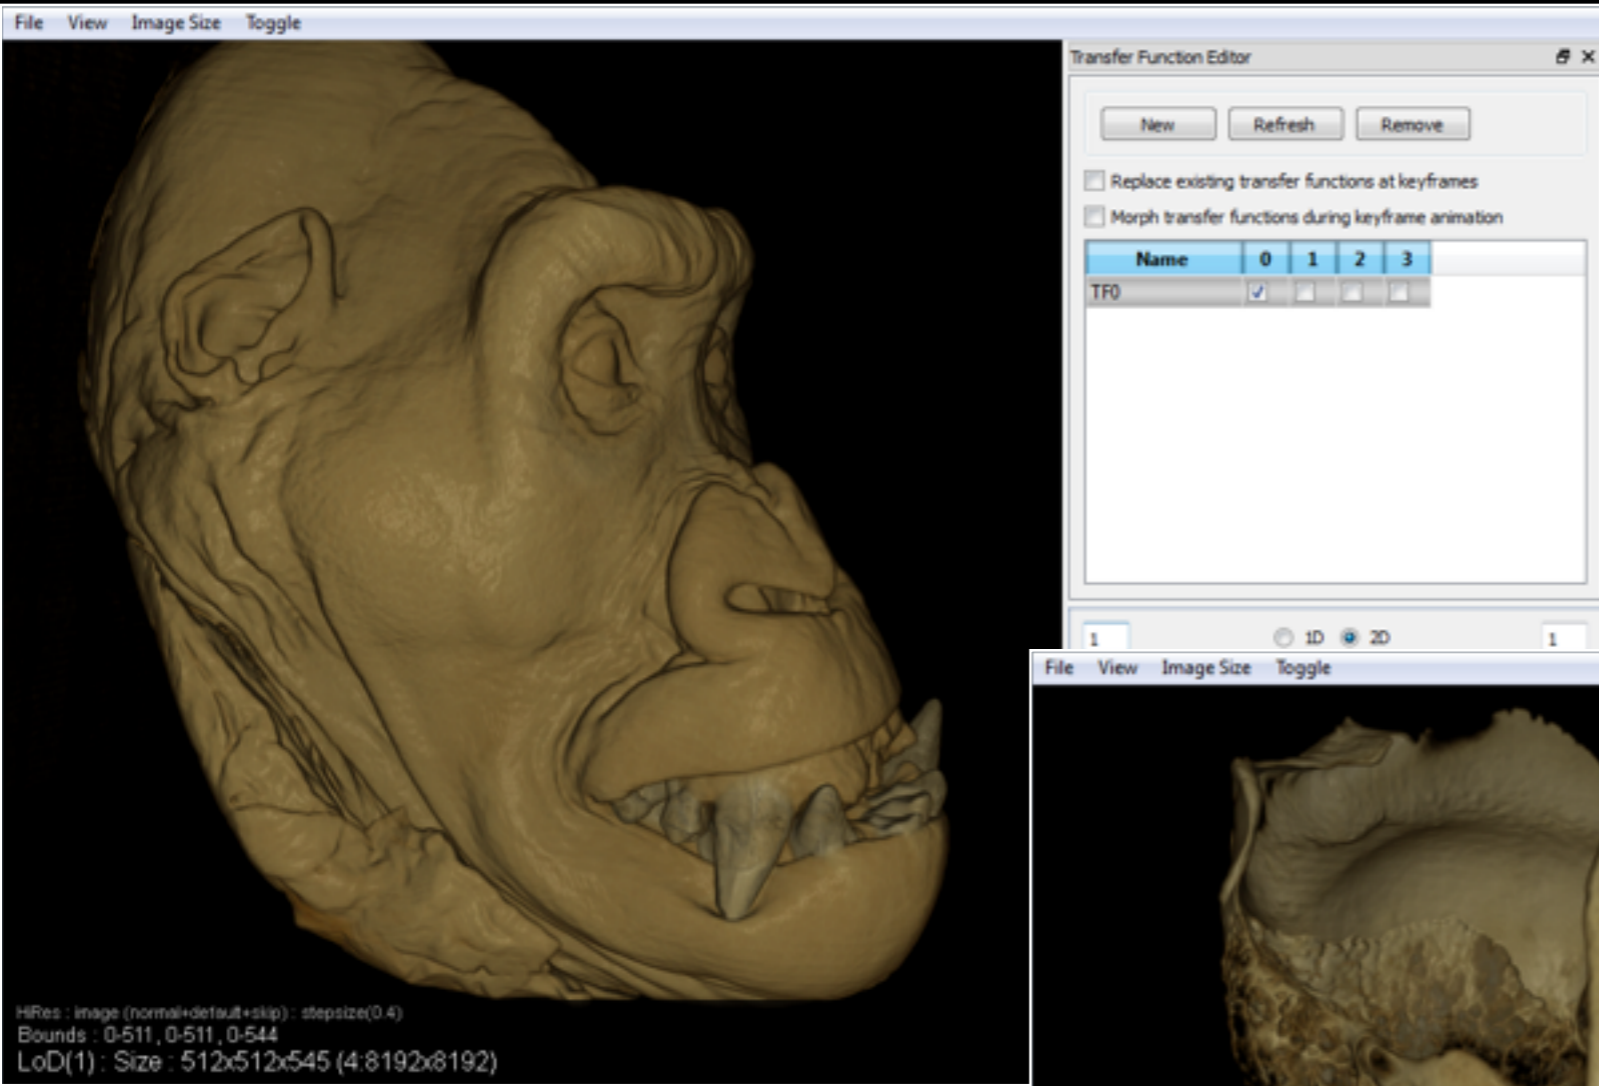 File View Image Size Toggle
Transfer Function Editor
New Refresh Remove
Replace existing transfer functions at keyframes
Morph transfer functions during keyframe animation
Name 0 1 2 3
TF0
1 1D 2D 1
File View Image Size Toggle
HiRes : image (normal+default+skip) : stepsize(0.4)
Bounds : 0-511, 0-511, 0-544
LoD(1) : Size : 512x512x545 (4:8192x8192)